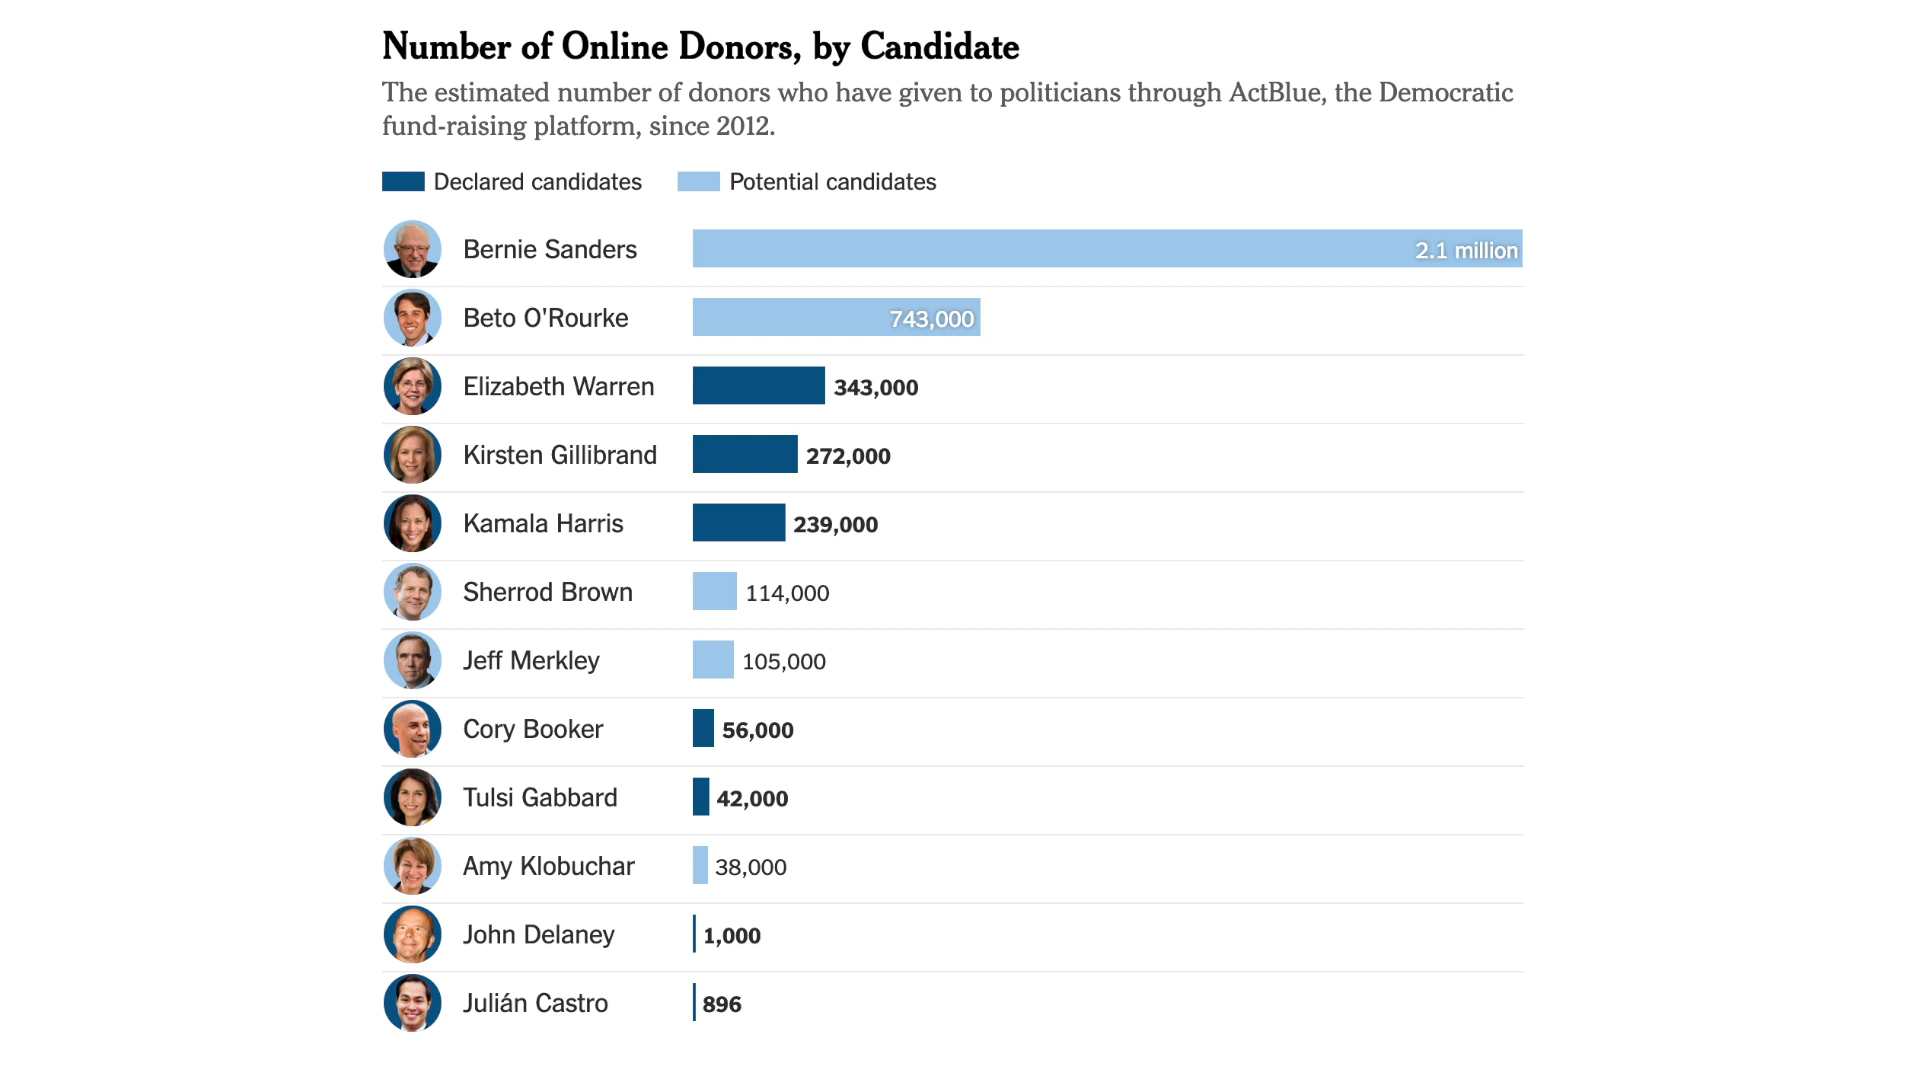 Number of Online Donors, by Candidate
The estimated number of donors who have given to politicians through ActBlue, the Democratic
fund-raising platform, since 2012.
Declared candidates Potential candidates
Bernie Sanders 2.1 million
Beto O'Rourke 743,000
Elizabeth Warren 343,000
Kirsten Gillibrand 272,000
Kamala Harris 239,000
Sherrod Brown 114,000
Jeff Merkley 105,000
Cory Booker 56,000
Tulsi Gabbard 42,000
Amy Klobuchar 38,000
John Delaney 1,000
Julián Castro 896